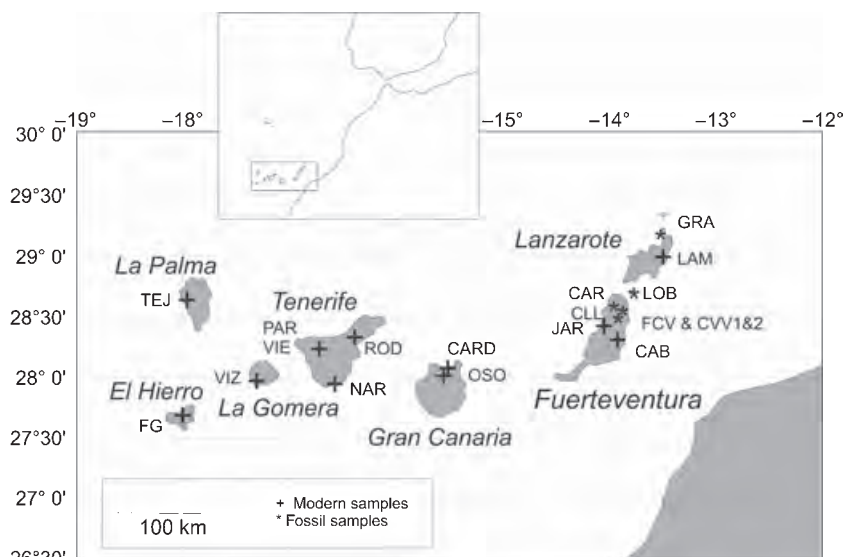 −19° −18° −15° −14° −13° −12°
30° 0'
29°30'
29° 0'
28°30'
28° 0'
27°30'
27° 0'
26°30'
GRA
Lanzarote
LAM
La Palma
TEJ
CAR
LOB
CLL
JAR
FCV & CVV1&2
CAB
Tenerife
PAR
VIE
ROD
CARD
OSO
VIZ
NAR
El Hierro
La Gomera
FG
Gran Canaria
Fuerteventura
+ Modern samples
* Fossil samples
100 km